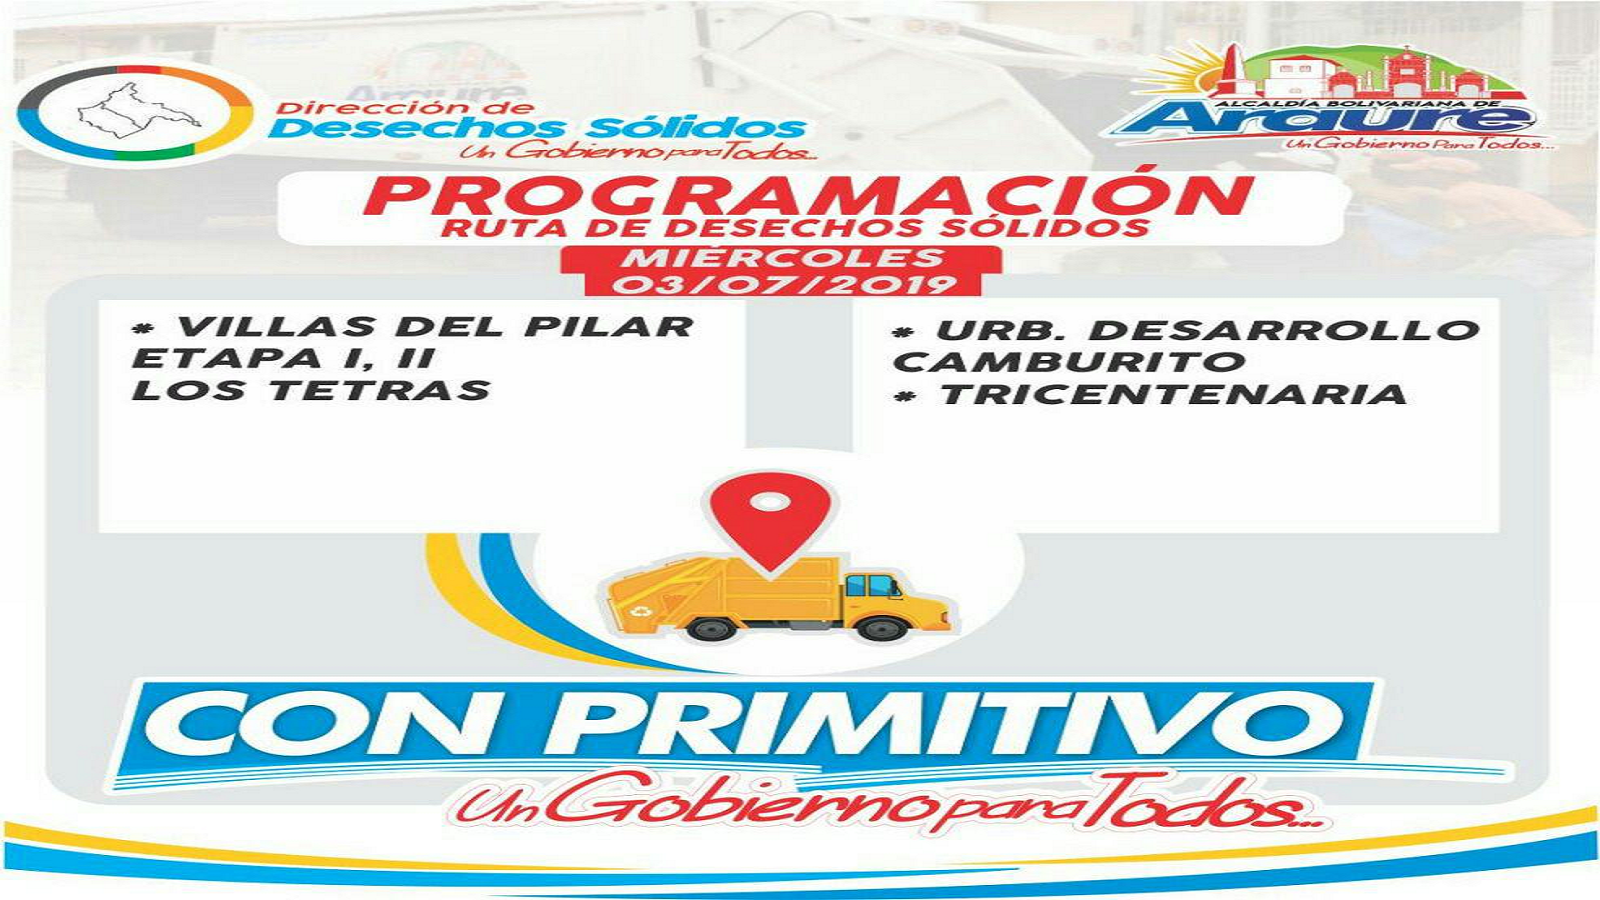 Dirección de
Desechos Sólidos
Un Gobierno para Todos...
ALCALDÍA BOLIVARIANA DE
Araure
Un Gobierno Para Todos...
PROGRAMACIÓN
RUTA DE DESECHOS SÓLIDOS
MIÉRCOLES
03/07/2019
* VILLAS DEL PILAR
ETAPA I, II
LOS TETRAS
* URB. DESARROLLO
CAMBURITO
* TRICENTENARIA
CON PRIMITIVO
Un Gobierno para Todos...